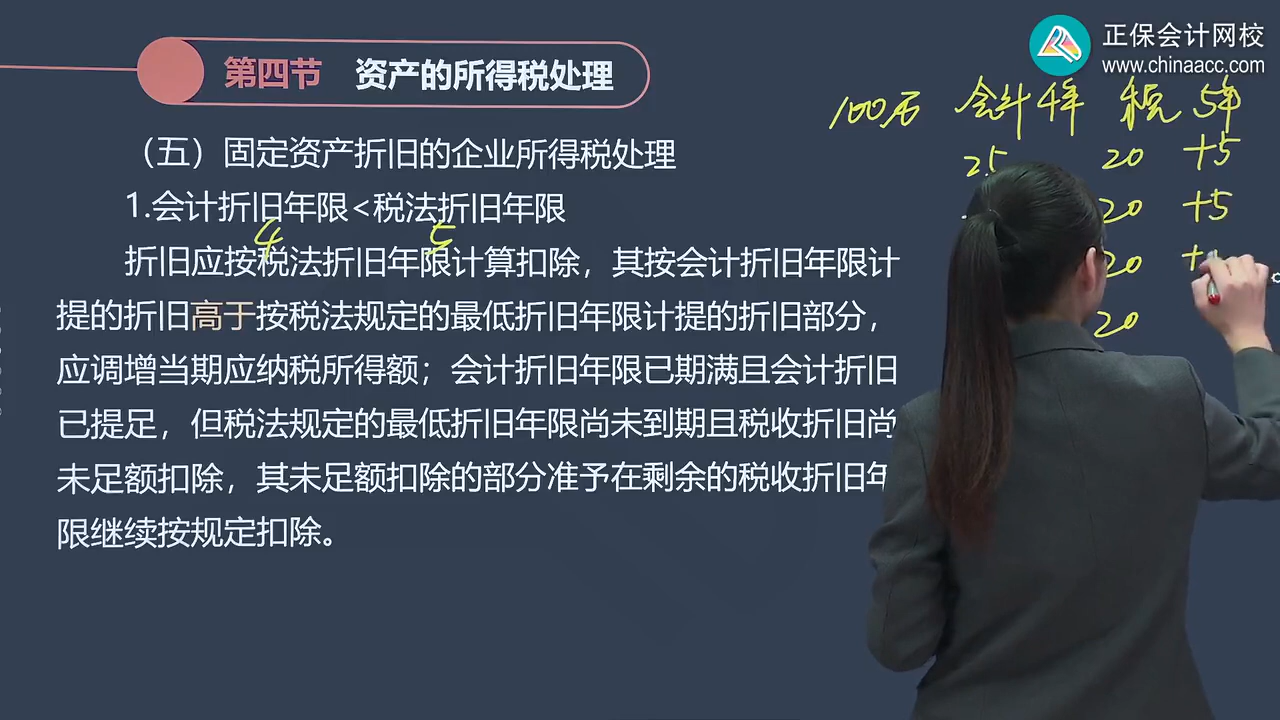 正保会计网校
www.chinaacc.com
第四节 资产的所得税处理
100万 会计4年 税 5年
25 20 +5
20 +5
20 +
20
（五）固定资产折旧的企业所得税处理
1.会计折旧年限<税法折旧年限
4 5
折旧应按税法折旧年限计算扣除，其按会计折旧年限计
提的折旧高于按税法规定的最低折旧年限计提的折旧部分，
应调增当期应纳税所得额；会计折旧年限已期满且会计折旧
已提足，但税法规定的最低折旧年限尚未到期且税收折旧尚
未足额扣除，其未足额扣除的部分准予在剩余的税收折旧年
限继续按规定扣除。